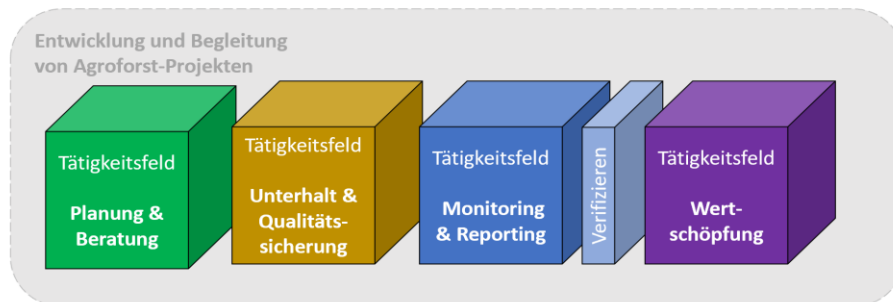 Entwicklung und Begleitung
von Agroforst-Projekten
Tätigkeitsfeld
Planung &
Beratung
Tätigkeitsfeld
Unterhalt &
Qualitäts-
sicherung
Tätigkeitsfeld
Monitoring
& Reporting
Verifizieren
Tätigkeitsfeld
Wert-
schöpfung